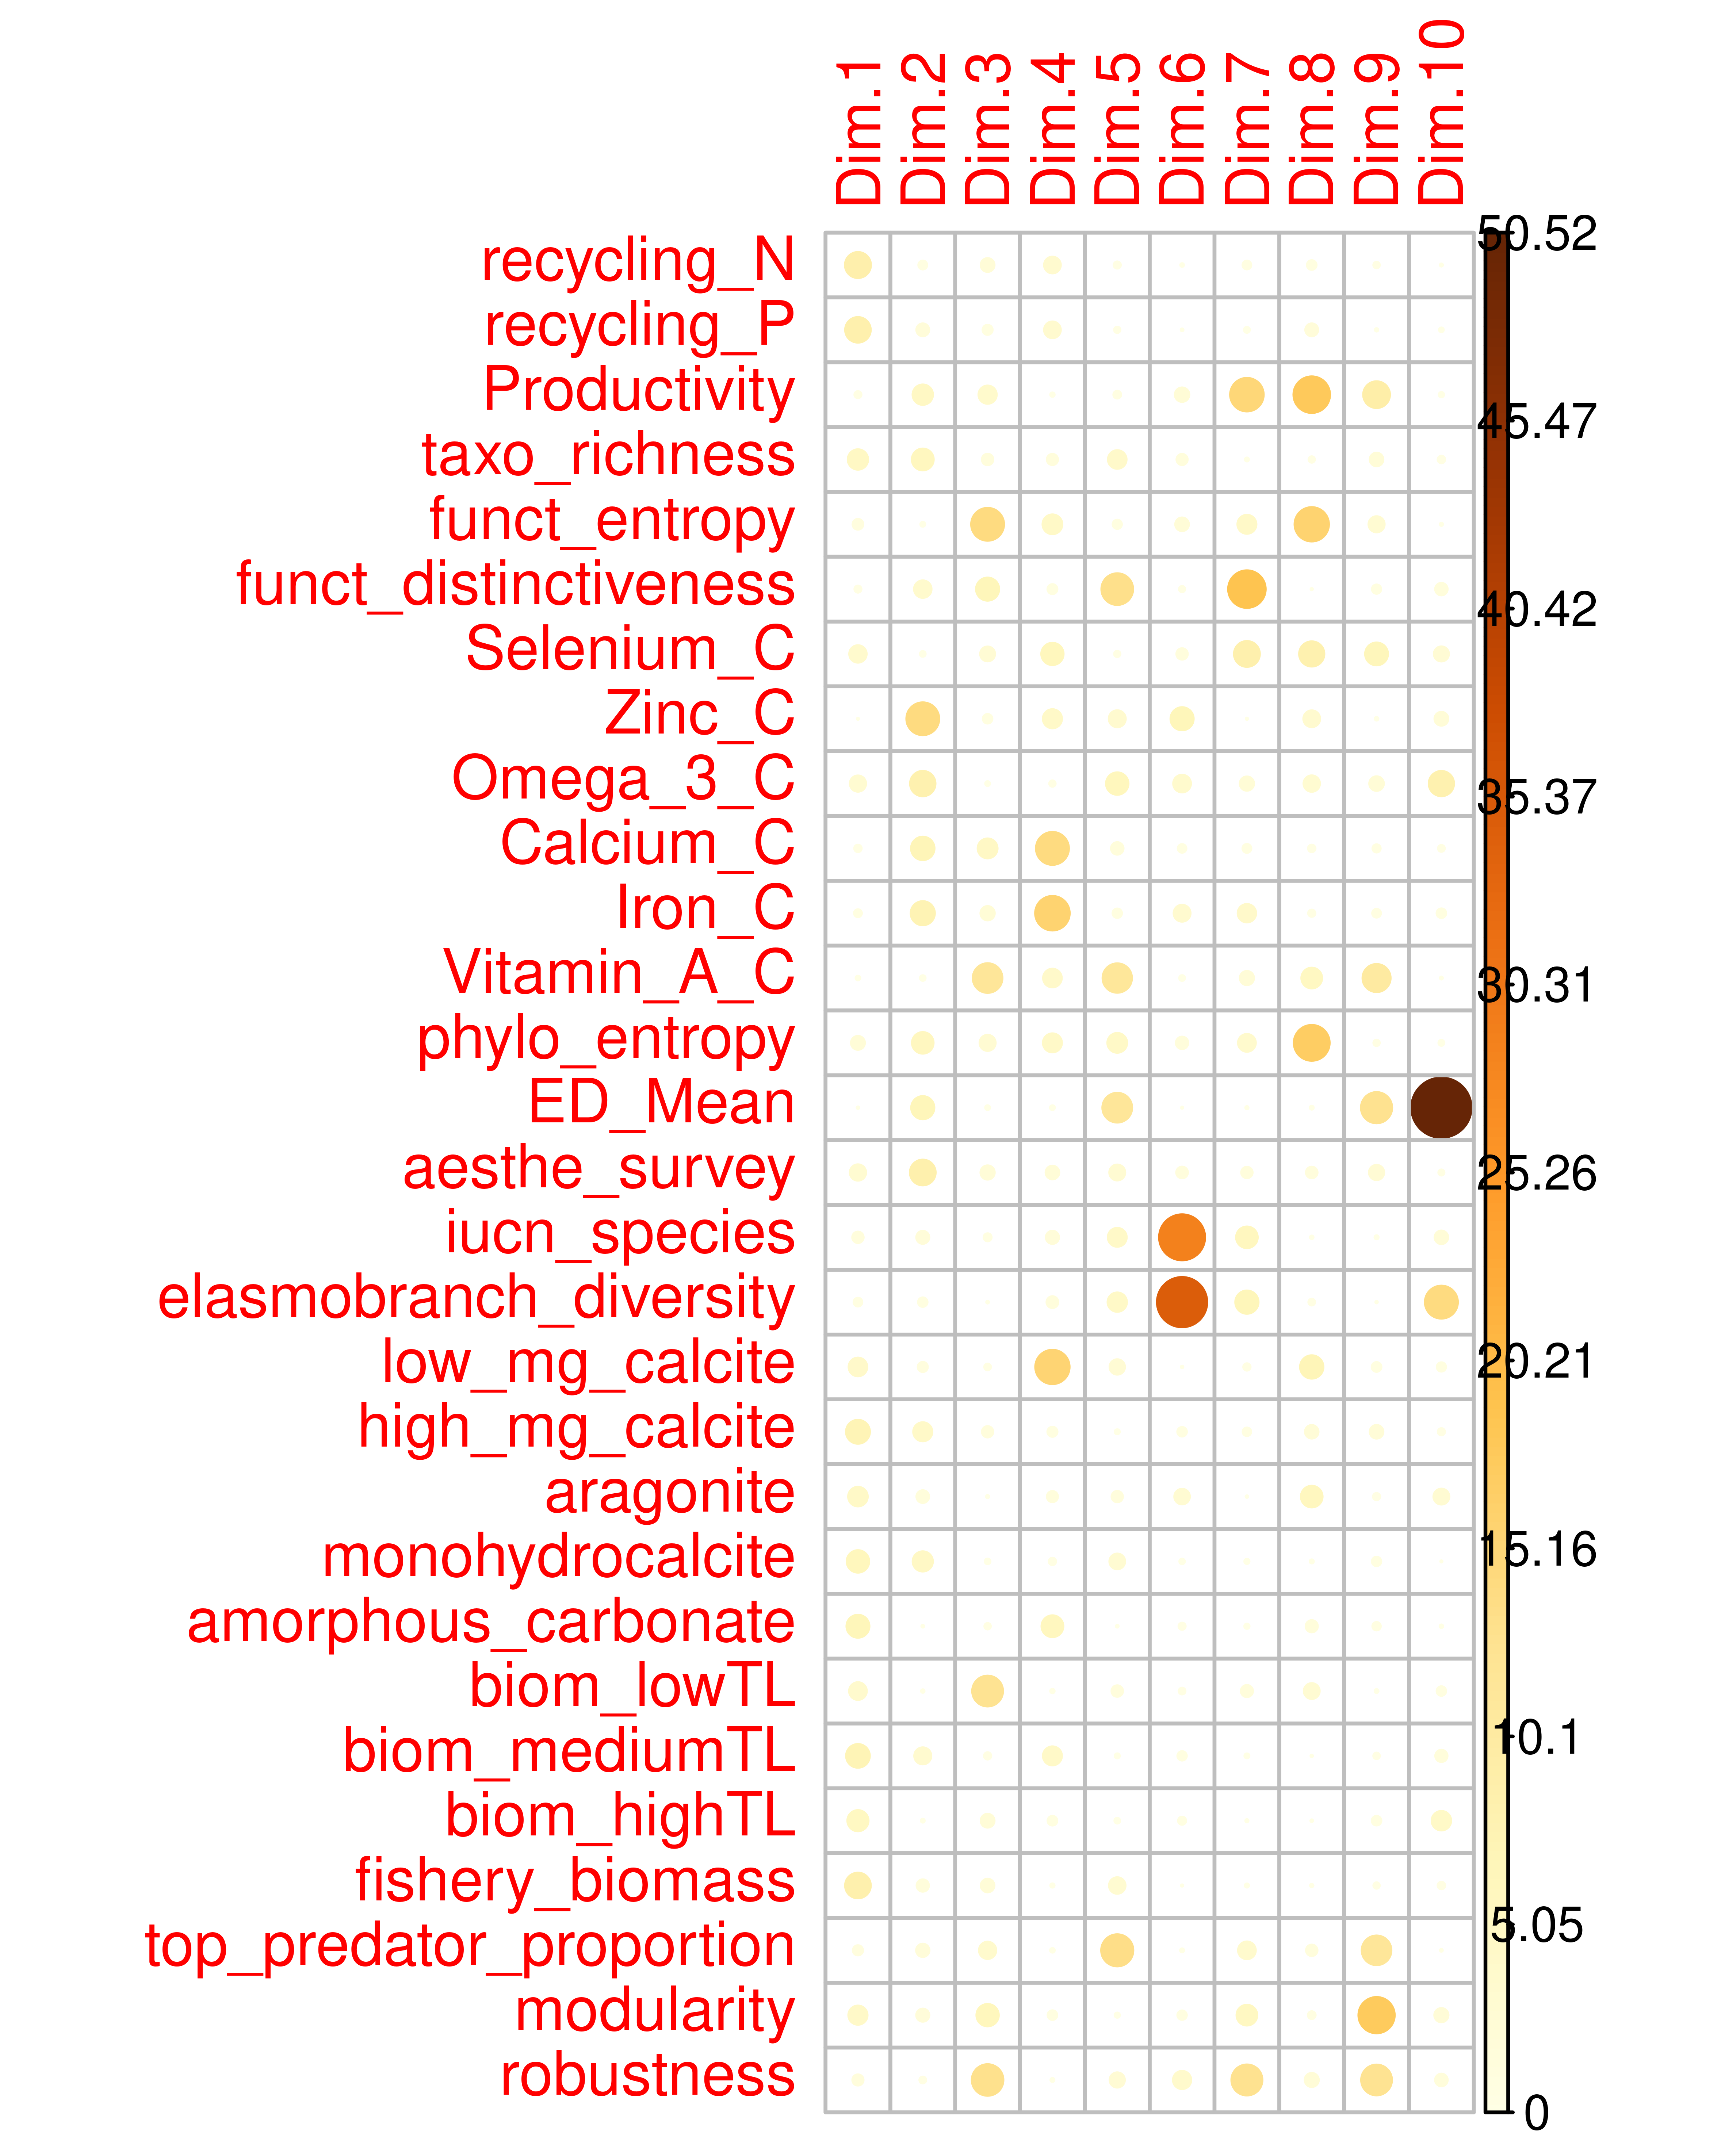 Dim.1 Dim.2 Dim.3 Dim.4 Dim.5 Dim.6 Dim.7 Dim.8 Dim.9 Dim.10
recycling_N
recycling_P
Productivity
taxo_richness
funct_entropy
funct_distinctiveness
Selenium_C
Zinc_C
Omega_3_C
Calcium_C
Iron_C
Vitamin_A_C
phylo_entropy
ED_Mean
aesthe_survey
iucn_species
elasmobranch_diversity
low_mg_calcite
high_mg_calcite
aragonite
monohydrocalcite
amorphous_carbonate
biom_lowTL
biom_mediumTL
biom_highTL
fishery_biomass
top_predator_proportion
modularity
robustness
50.52
45.47
40.42
35.37
30.31
25.26
20.21
15.16
10.1
5.05
0